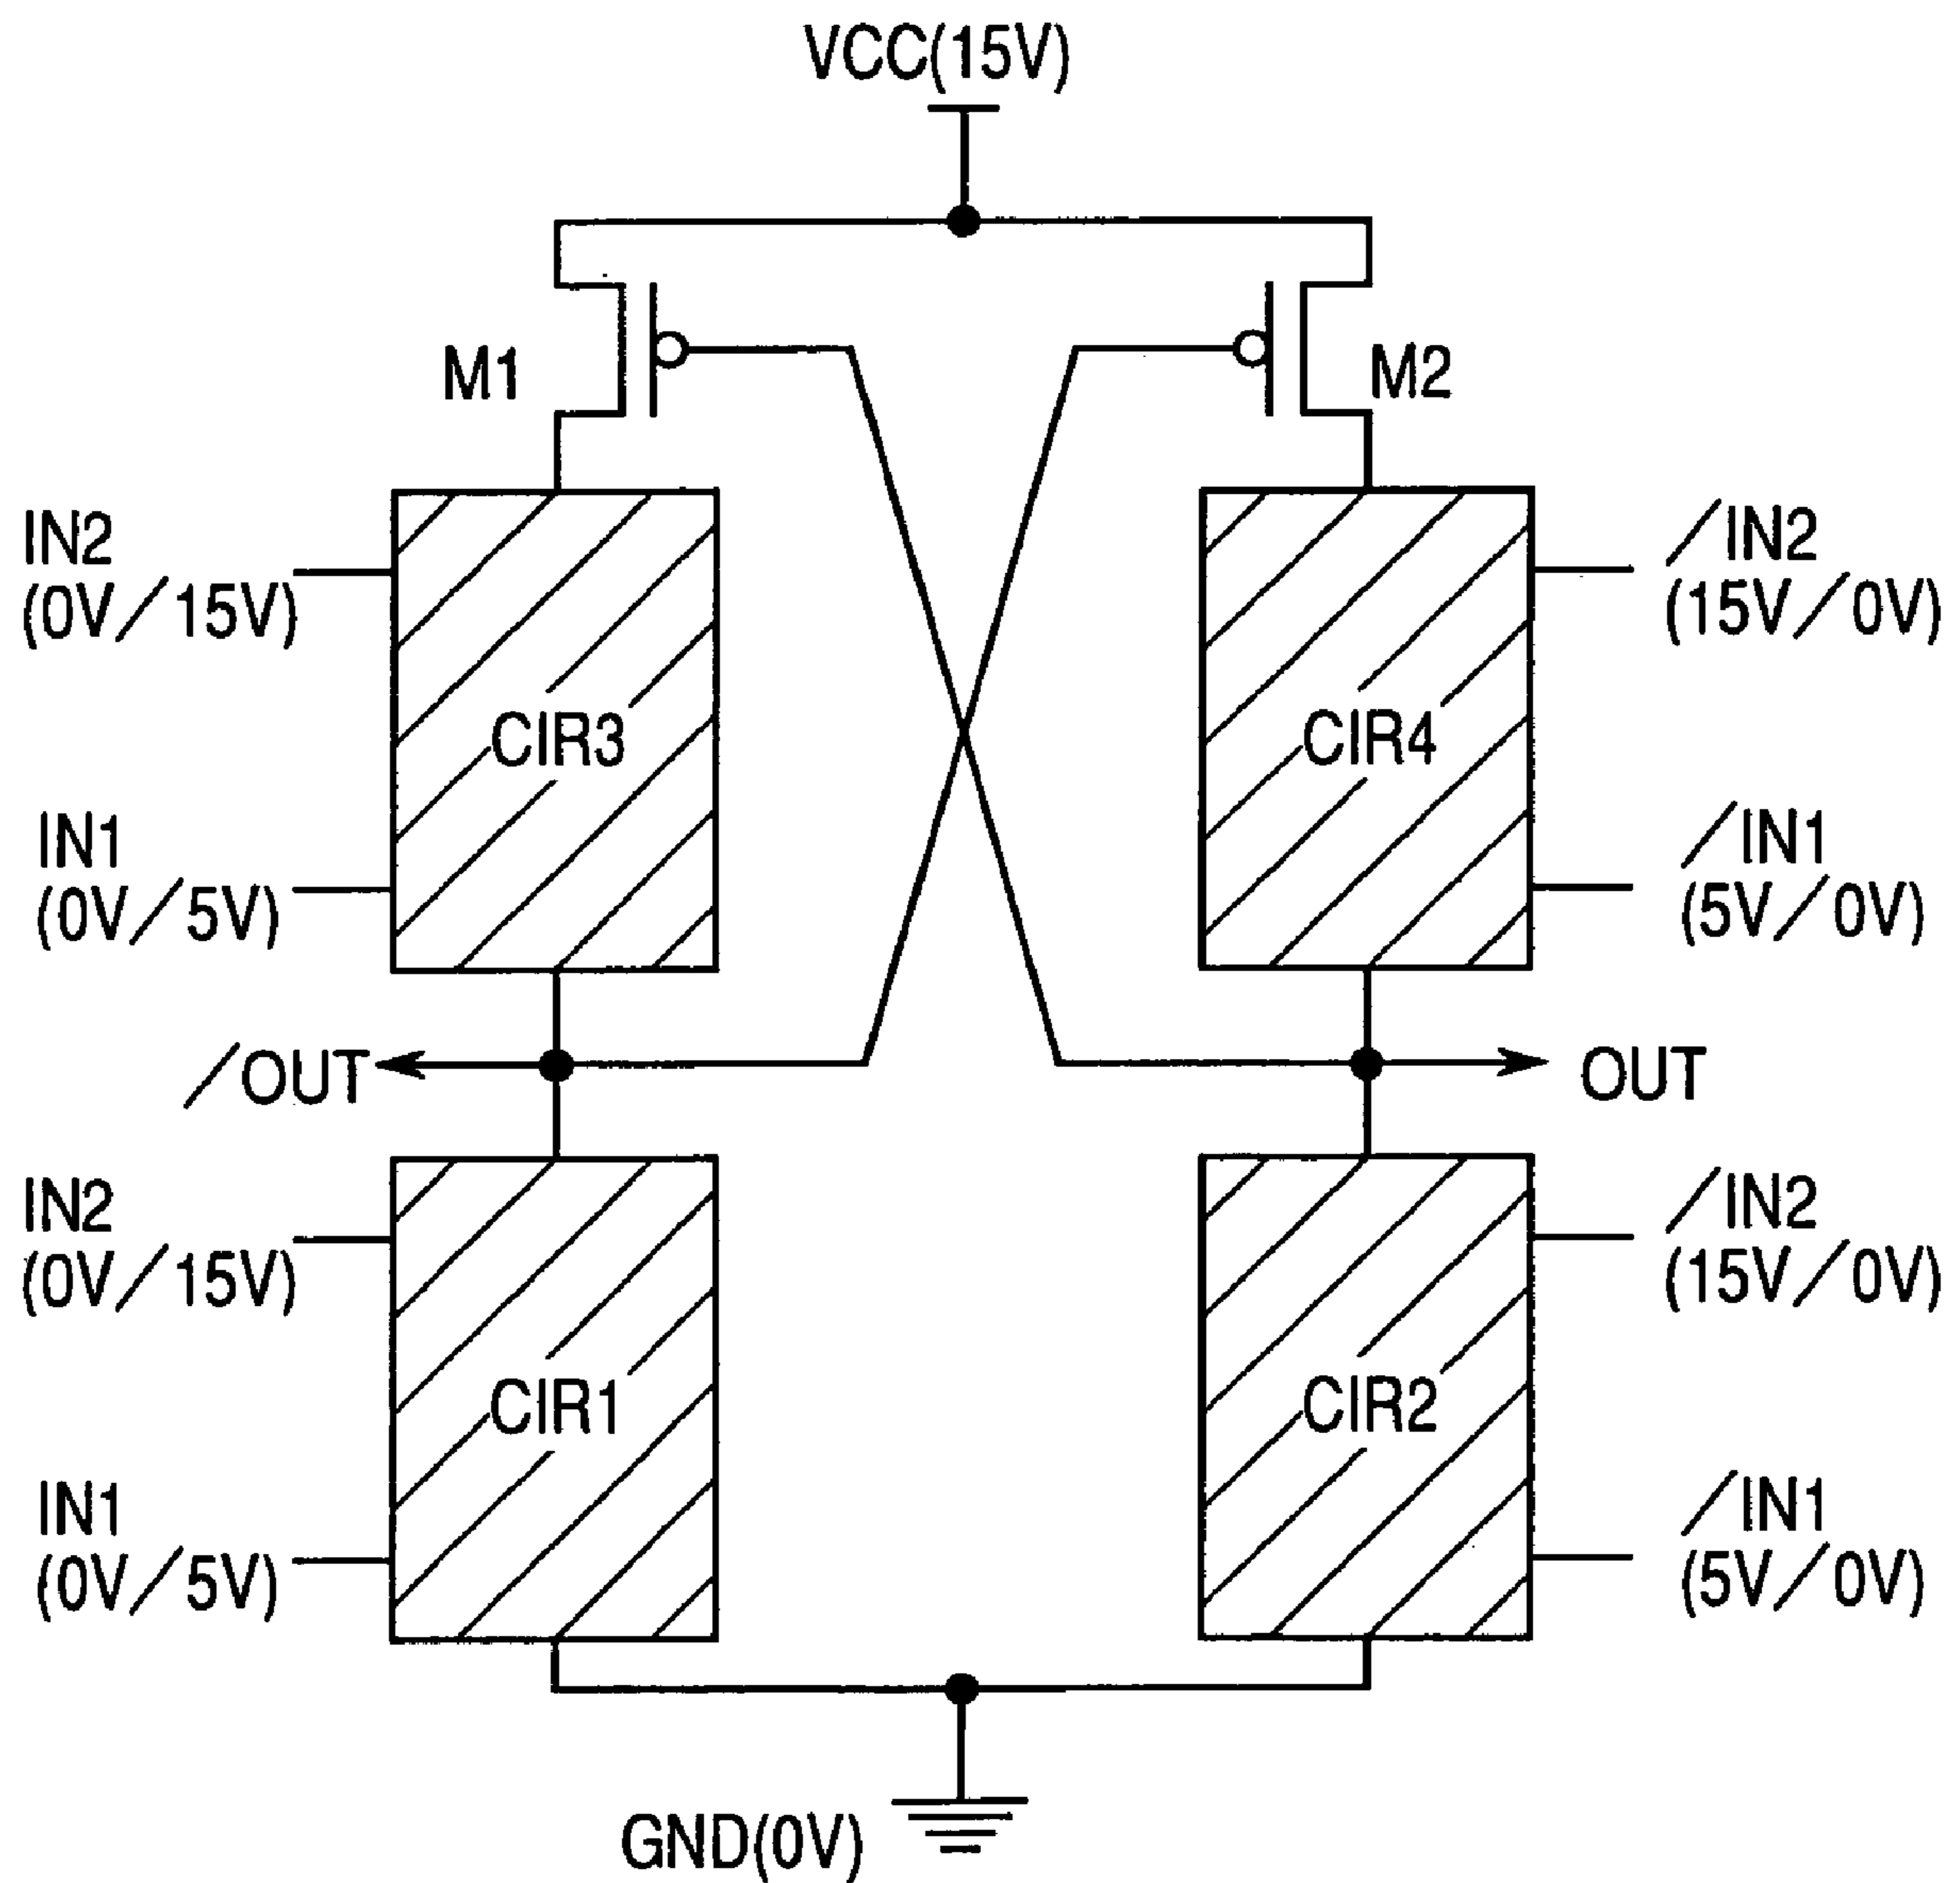 VCC(15V)
M1
M2
IN2
(0V/15V)
/IN2
(15V/0V)
CIR3
CIR4
IN1
(0V/5V)
/IN1
(5V/0V)
/OUT
OUT
IN2
(0V/15V)
/IN2
(15V/0V)
CIR1
CIR2
IN1
(0V/5V)
/IN1
(5V/0V)
GND(0V)